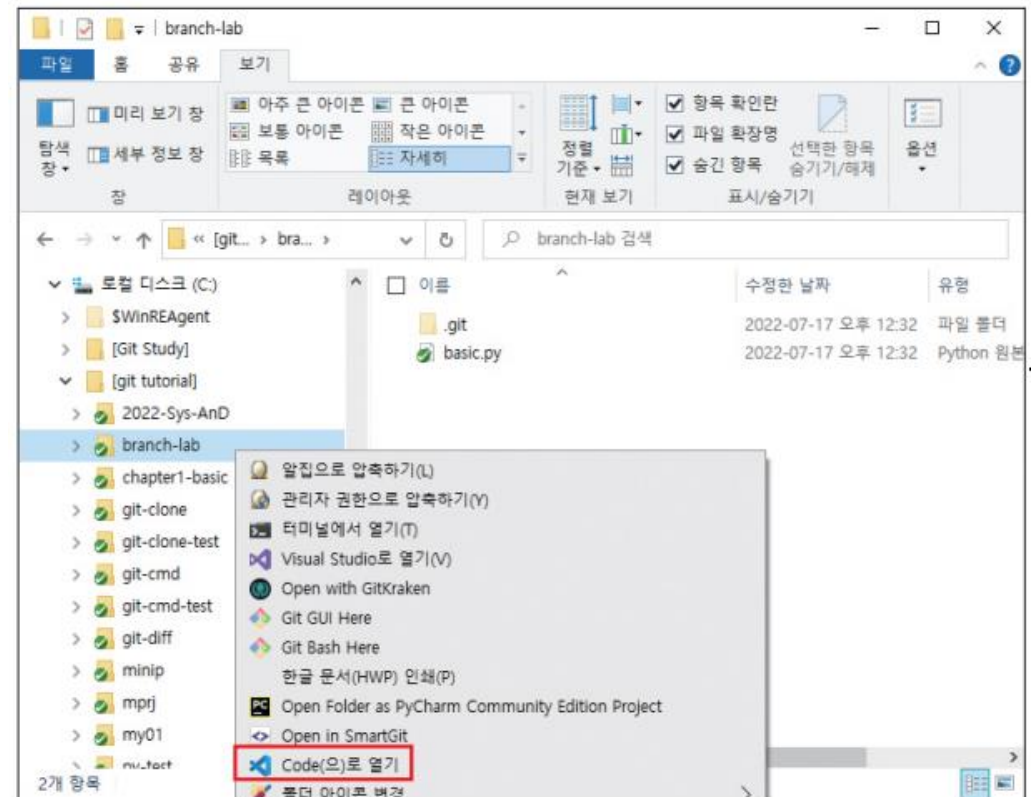 branch-lab
파일 홈 공유 보기
미리 보기 창
세부 정보 창
탐색
창
창
아주 큰 아이콘 큰 아이콘
보통 아이콘 작은 아이콘
목록 자세히
레이아웃
정렬
기준
현재 보기
항목 확인란
파일 확장명
숨긴 항목
선택한 항목
숨기기/해제
표시/숨기기
옵션
« [git... > bra... >
branch-lab 검색
로컬 디스크 (C:)
$WinREAgent
[Git Study]
[git tutorial]
2022-Sys-AnD
branch-lab
chapter1-basic
git-clone
git-clone-test
git-cmd
git-cmd-test
git-diff
minip
mprj
my01
이름 수정한 날짜 유형
.git 2022-07-17 오후 12:32 파일 폴더
basic.py 2022-07-17 오후 12:32 Python 원본
알집으로 압축하기(L)
관리자 권한으로 압축하기(Y)
터미널에서 열기(T)
Visual Studio로 열기(V)
Open with GitKraken
Git GUI Here
Git Bash Here
한글 문서(HWP) 인쇄(P)
Open Folder as PyCharm Community Edition Project
Open in SmartGit
Code(으)로 열기
폴더 아이콘 변경
2개 항목